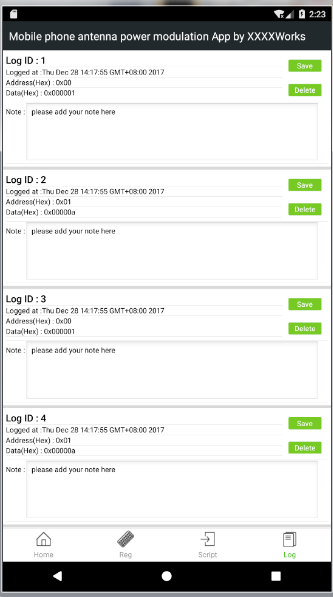 2:23
Mobile phone antenna power modulation App by XXXXWorks
Log ID : 1
Logged at :Thu Dec 28 14:17:55 GMT+08:00 2017
Address(Hex) : 0x00
Data(Hex) : 0x000001
Save
Delete
Note :
please add your note here
Log ID : 2
Logged at :Thu Dec 28 14:17:55 GMT+08:00 2017
Address(Hex) : 0x01
Data(Hex) : 0x00000a
Save
Delete
Note :
please add your note here
Log ID : 3
Logged at :Thu Dec 28 14:17:55 GMT+08:00 2017
Address(Hex) : 0x00
Data(Hex) : 0x000001
Save
Delete
Note :
please add your note here
Log ID : 4
Logged at :Thu Dec 28 14:17:55 GMT+08:00 2017
Address(Hex) : 0x01
Data(Hex) : 0x00000a
Save
Delete
Note :
please add your note here
Home
Reg
Script
Log